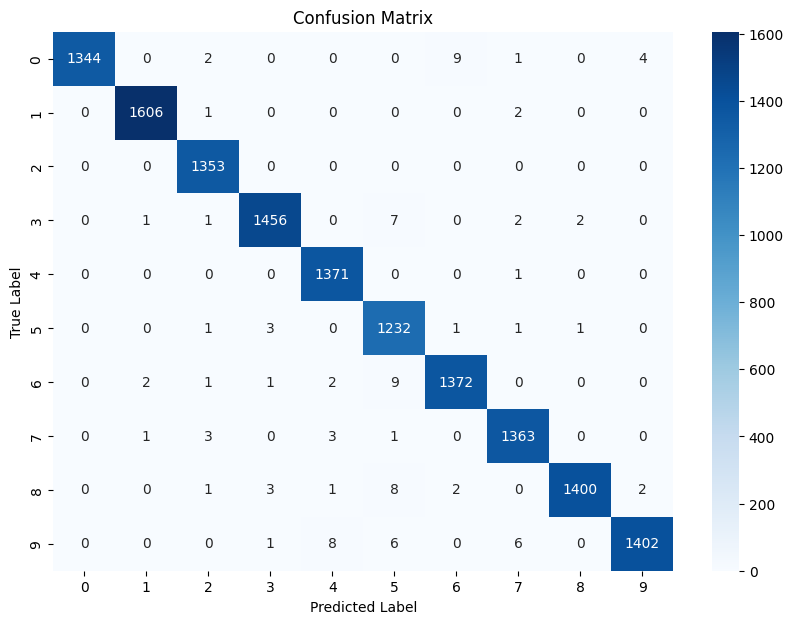 Confusion Matrix
0 1344 0 2 0 0 0 9 1 0 4
1 0 1606 1 0 0 0 0 2 0 0
2 0 0 1353 0 0 0 0 0 0 0
3 0 1 1 1456 0 7 0 2 2 0
4 0 0 0 0 1371 0 0 1 0 0
5 0 0 1 3 0 1232 1 1 1 0
6 0 2 1 1 2 9 1372 0 0 0
7 0 1 3 0 3 1 0 1363 0 0
8 0 0 1 3 1 8 2 0 1400 2
9 0 0 0 1 8 6 0 6 0 1402
0 1 2 3 4 5 6 7 8 9
Predicted Label
True Label
1600
1400
1200
1000
800
600
400
200
0